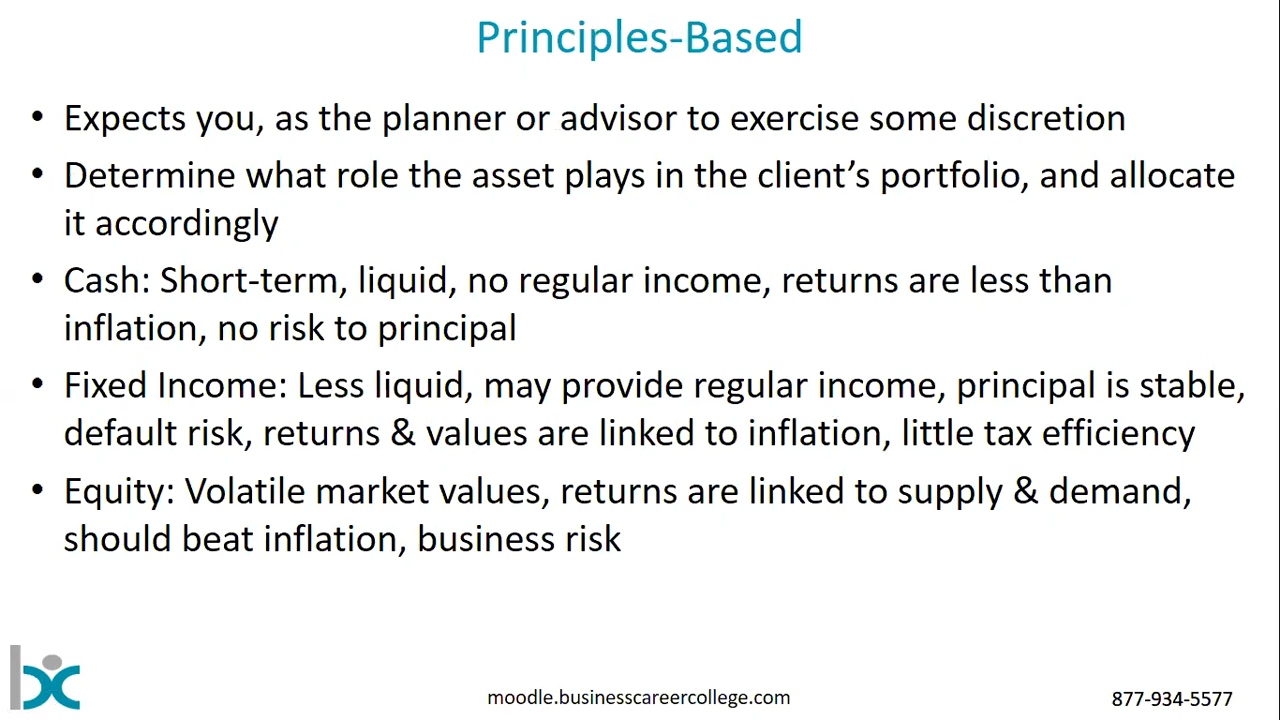 Principles-Based
• Expects you, as the planner or advisor to exercise some discretion
• Determine what role the asset plays in the client’s portfolio, and allocate
it accordingly
• Cash: Short-term, liquid, no regular income, returns are less than
inflation, no risk to principal
• Fixed Income: Less liquid, may provide regular income, principal is stable,
default risk, returns & values are linked to inflation, little tax efficiency
• Equity: Volatile market values, returns are linked to supply & demand,
should beat inflation, business risk
bc
moodle.businesscareercollege.com
877-934-5577